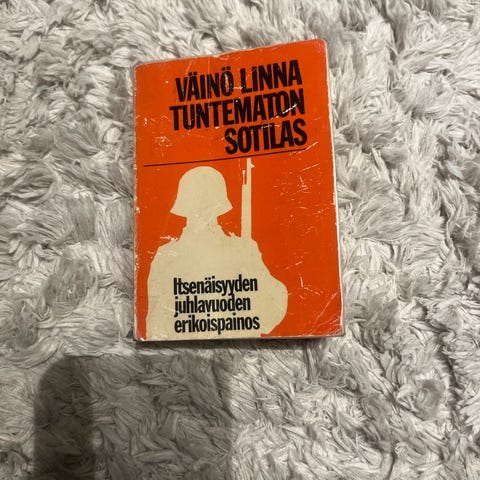 VÄINÖ LINNA
TUNTEMATON
SOTILAS
Itsenäisyyden
juhlavuoden
erikoispainos